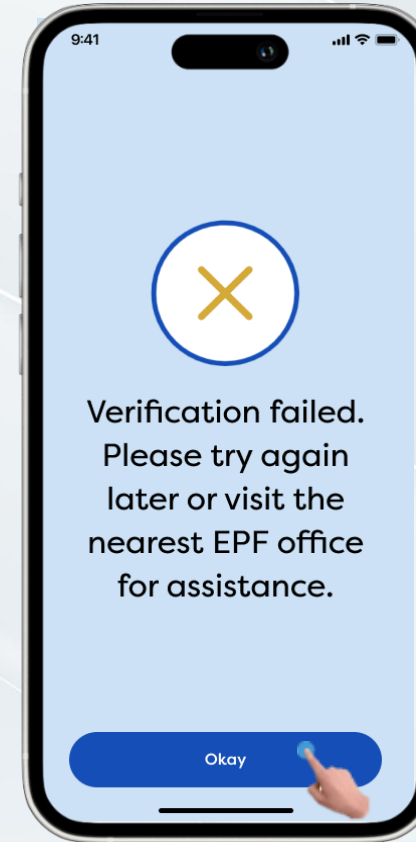 9:41
Verification failed.
Please try again
later or visit the
nearest EPF office
for assistance.
Okay